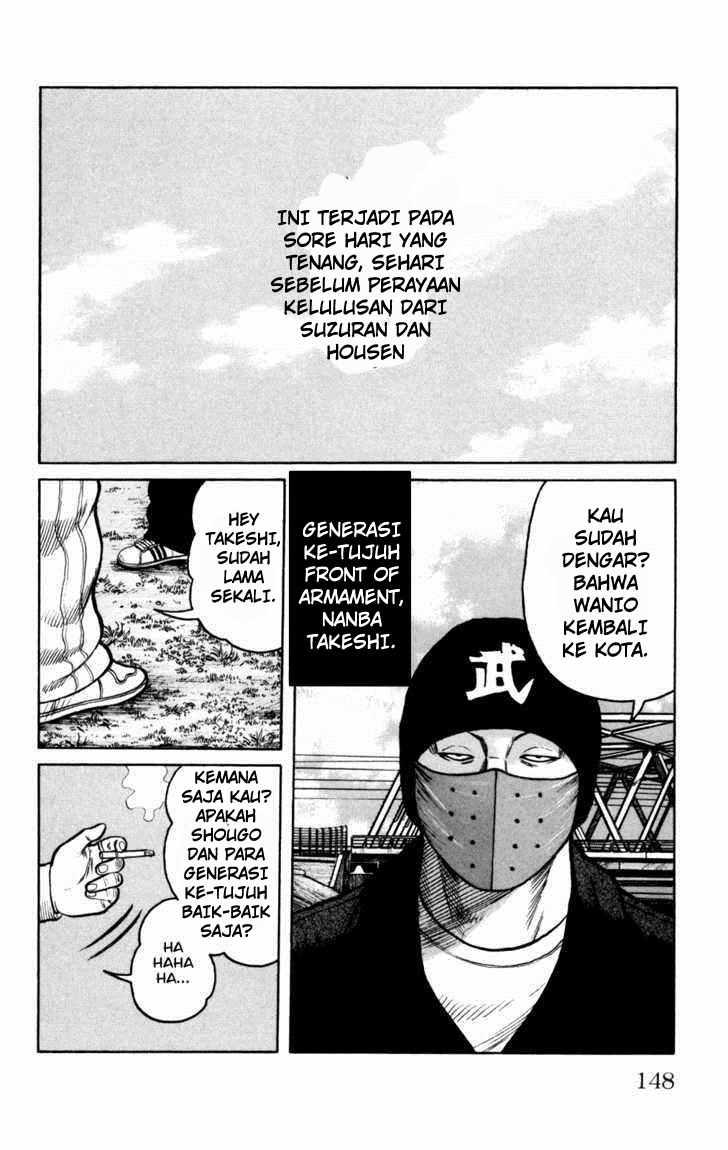 INI TERJADI PADA
SORE HARI YANG
TENANG, SEHARI
SEBELUM PERAYAAN
KELULUSAN DARI
SUZURAN DAN
HOUSEN
KAU
SUDAH
DENGAR?
BAHWA
WANIO
KEMBALI
KE KOTA.
GENERASI
KE-TUJUH
FRONT OF
ARMAMENT,
NANBA
TAKESHI.
武
HEY
TAKESHI,
SUDAH
LAMA
SEKALI.
KEMANA
SAJA KAU?
APAKAH
SHOUGO
DAN PARA
GENERASI
KE-TUJUH
BAIK-BAIK
SAJA?
HA
HAHA
HA...
148